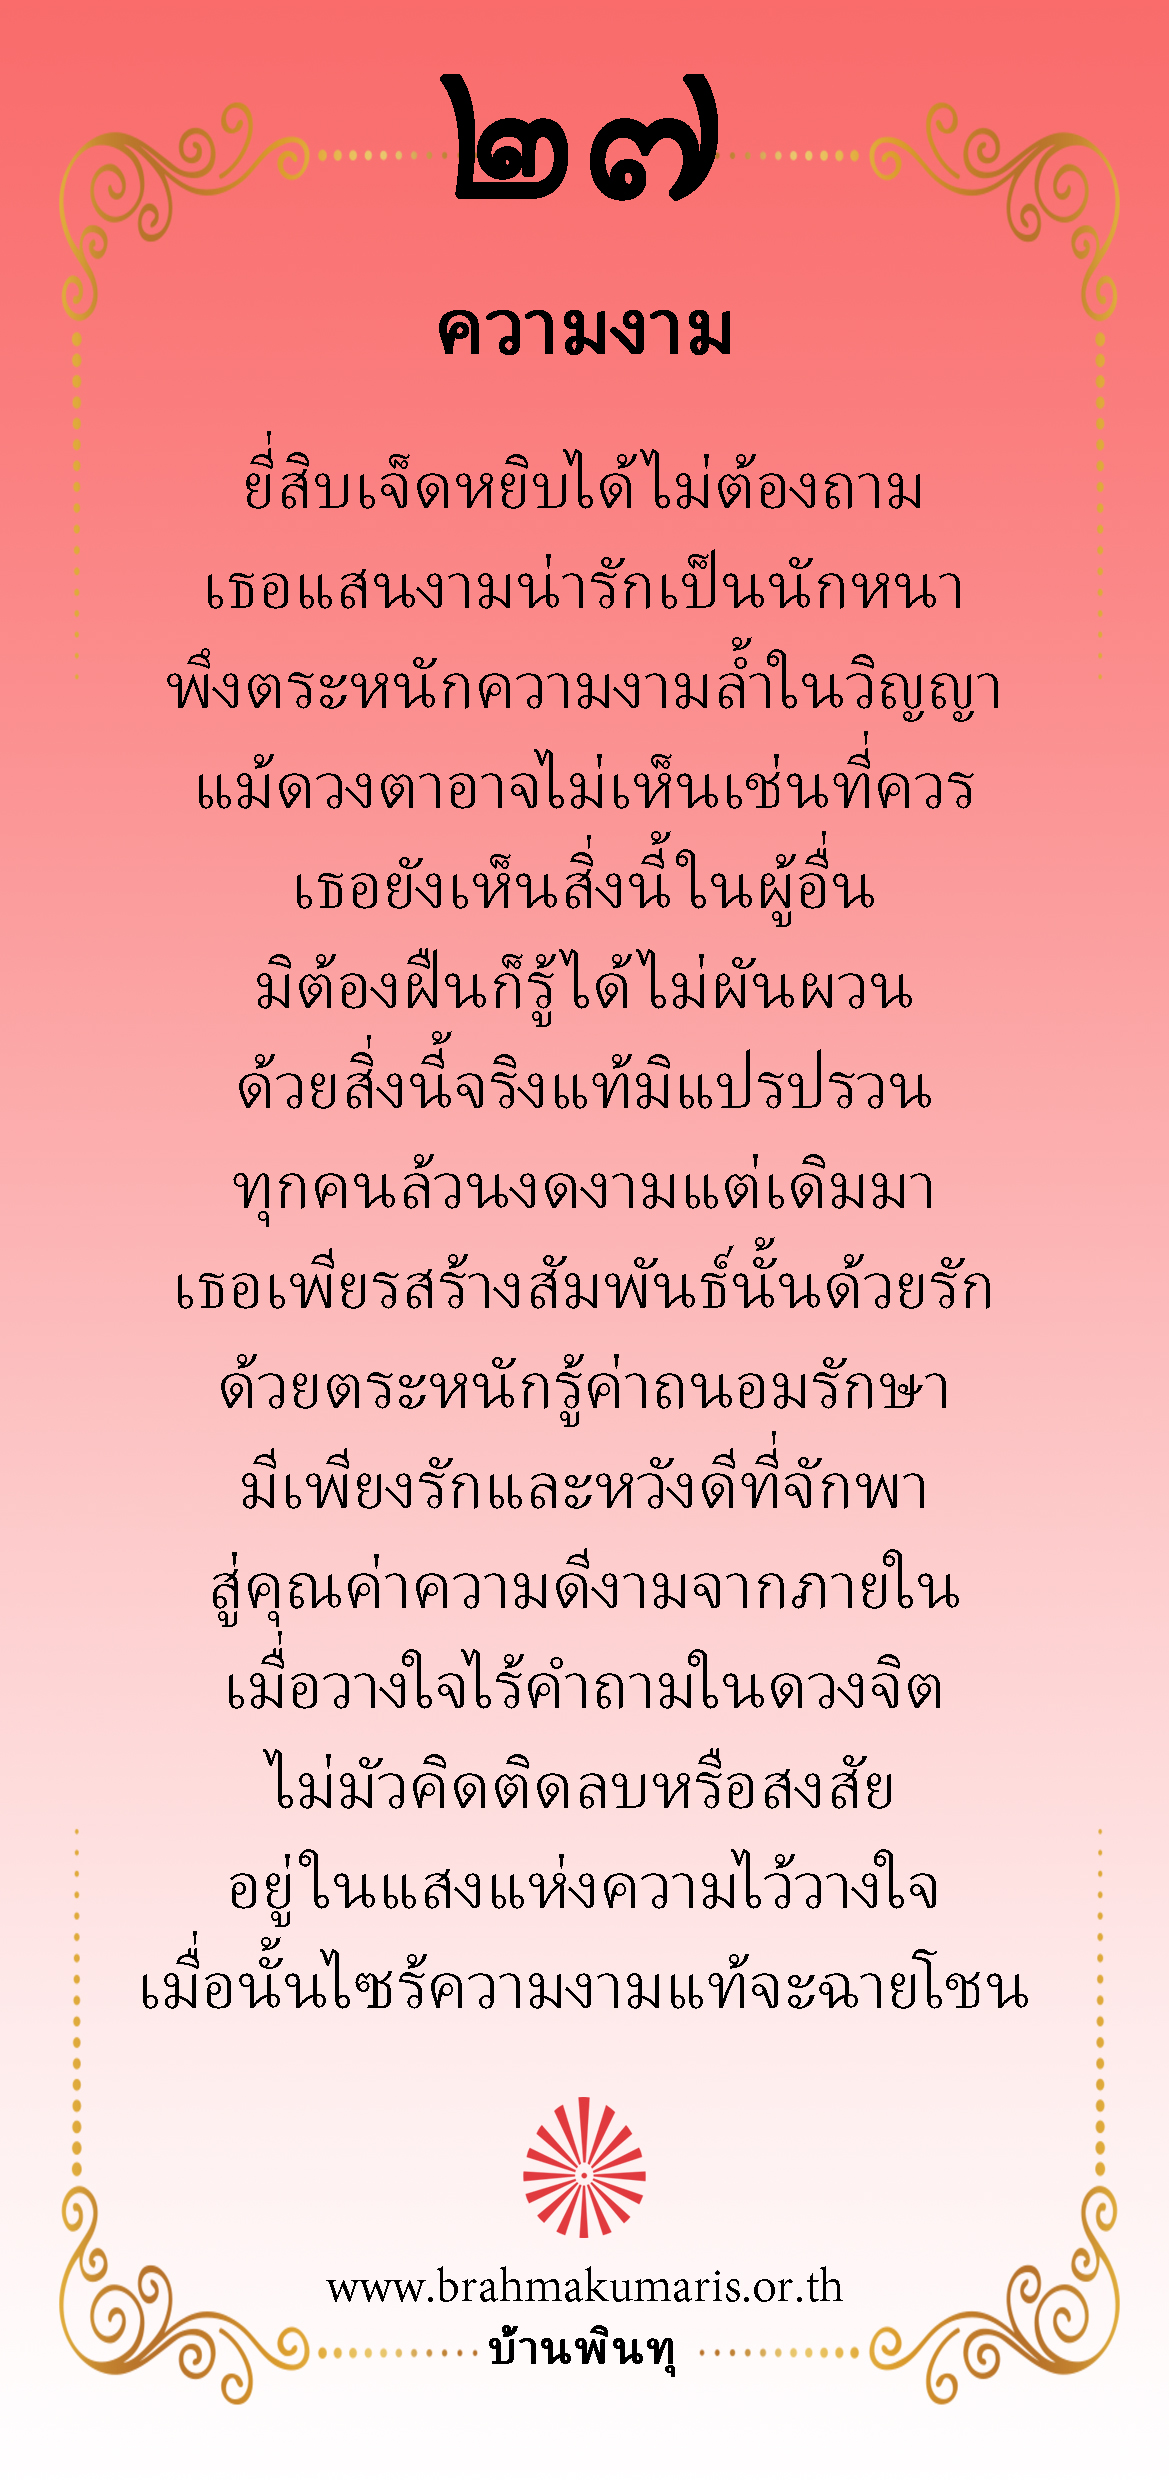 ๒๗
ความงาม
ยี่สิบเจ็ดหยิบได้ไม่ต้องถาม
เธอแสนงามน่ารักเป็นนักหนา
พึงตระหนักความงามล้ำในวิญญา
แม้ดวงตาอาจไม่เห็นเช่นที่ควร
เธอยังเห็นสิ่งนี้ในผู้อื่น
มิต้องฝืนก็รู้ได้ไม่ผันผวน
ด้วยสิ่งนี้จริงแท้มิแปรปรวน
ทุกคนล้วนงดงามแต่เดิมมา
เธอเพียรสร้างสัมพันธ์นั้นด้วยรัก
ด้วยตระหนักรู้ค่าถนอมรักษา
มีเพียงรักและหวังดีที่จักพา
สู่คุณค่าความดีงามจากภายใน
เมื่อวางใจไร้คำถามในดวงจิต
ไม่มัวคิดติดลบหรือสงสัย
อยู่ในแสงแห่งความไว้วางใจ
เมื่อนั้นไซร้ความงามแท้จะฉายโชน
www.brahmakumaris.or.th
บ้านพินทุ